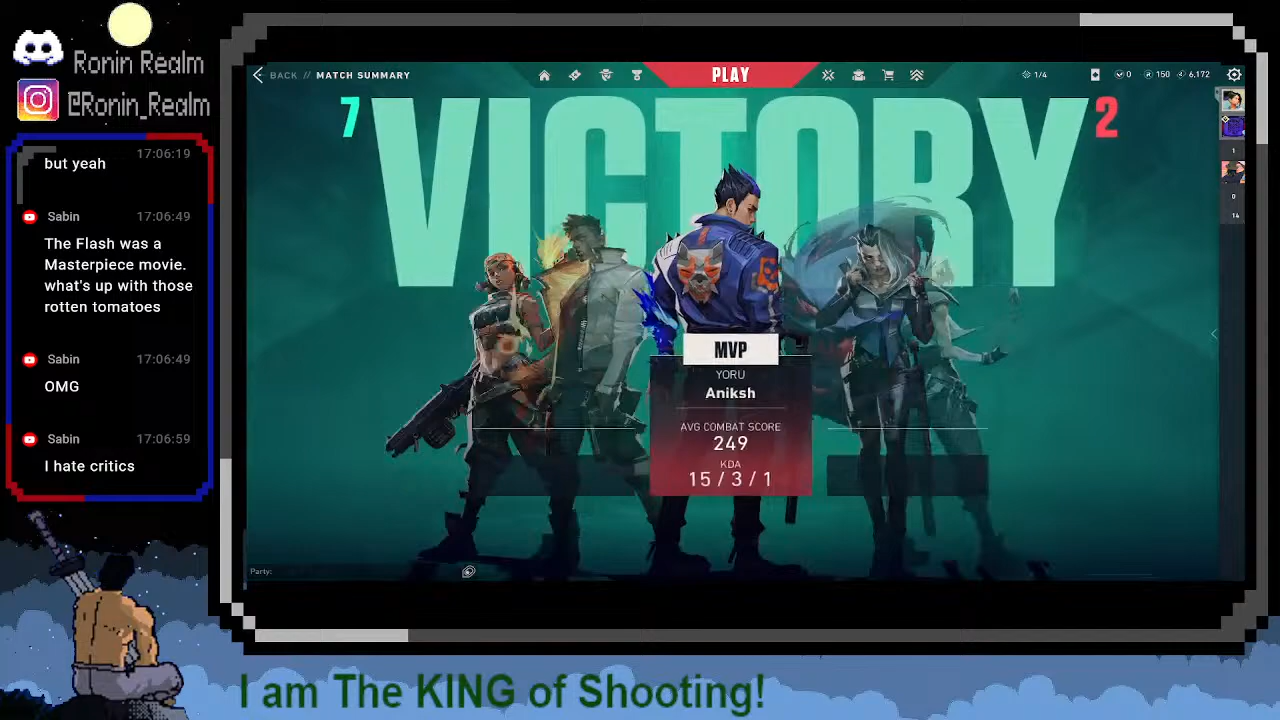 Ronin Realm
@Ronin_Realm
but yeah
17:06:19
Sabin
17:06:49
The Flash was a
Masterpiece movie.
what's up with those
rotten tomatoes
Sabin
17:06:49
OMG
Sabin
17:06:59
I hate critics
BACK // MATCH SUMMARY
PLAY
1/4
0
150
6.172
7
VICTORY
2
MVP
YORU
Aniksh
AVG COMBAT SCORE
249
KDA
15 / 3 / 1
1
0
14
Party:
I am The KING of Shooting!